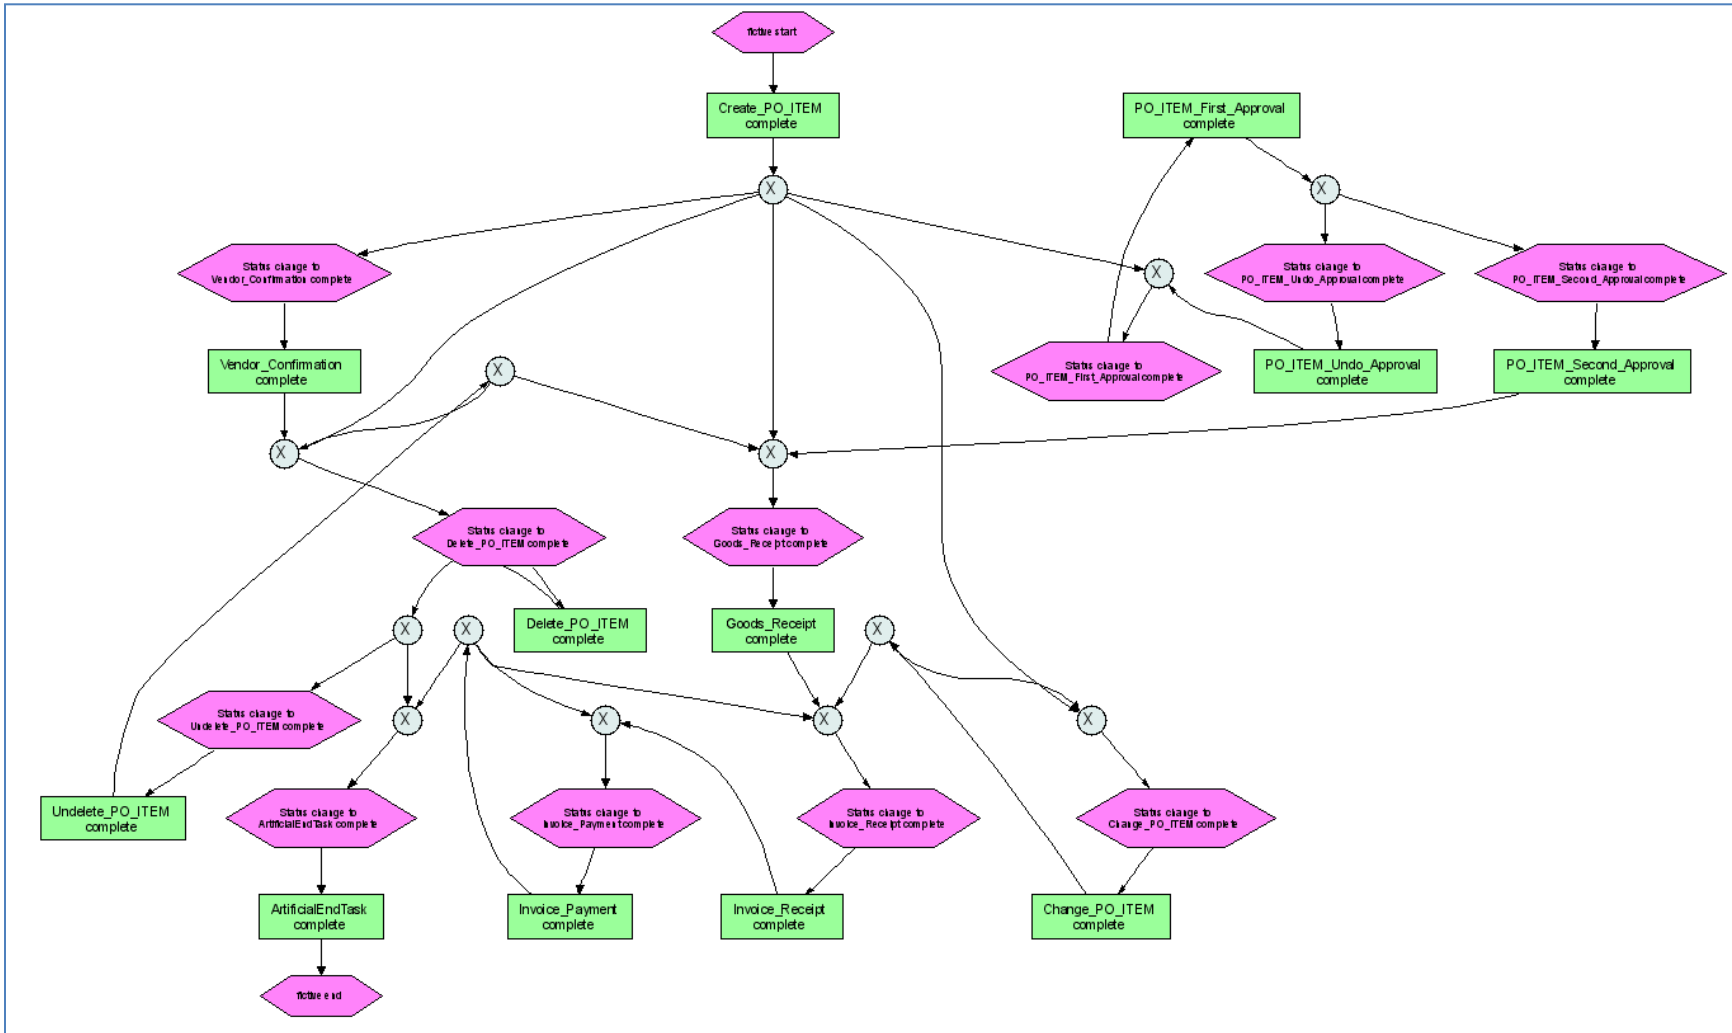 fictive start
Create_PO_ITEM
complete
PO_ITEM_First_Approval
complete
X
X
Status change to
Vendor_Confirmation complete
X
Status change to
PO_ITEM_Undo_Approval complete
Status change to
PO_ITEM_Second_Approval complete
Vendor_Confirmation
complete
X
Status change to
PO_ITEM_First_Approval complete
PO_ITEM_Undo_Approval
complete
PO_ITEM_Second_Approval
complete
X
X
Status change to
Delete_PO_ITEM complete
Status change to
Goods_Receipt complete
X
X
Delete_PO_ITEM
complete
Goods_Receipt
complete
X
Status change to
Undelete_PO_ITEM complete
X
X
X
X
Undelete_PO_ITEM
complete
Status change to
ArtificialEndTask complete
Status change to
Invoice_Payment complete
Status change to
Invoice_Receipt complete
Status change to
Change_PO_ITEM complete
ArtificialEndTask
complete
Invoice_Payment
complete
Invoice_Receipt
complete
Change_PO_ITEM
complete
fictive end